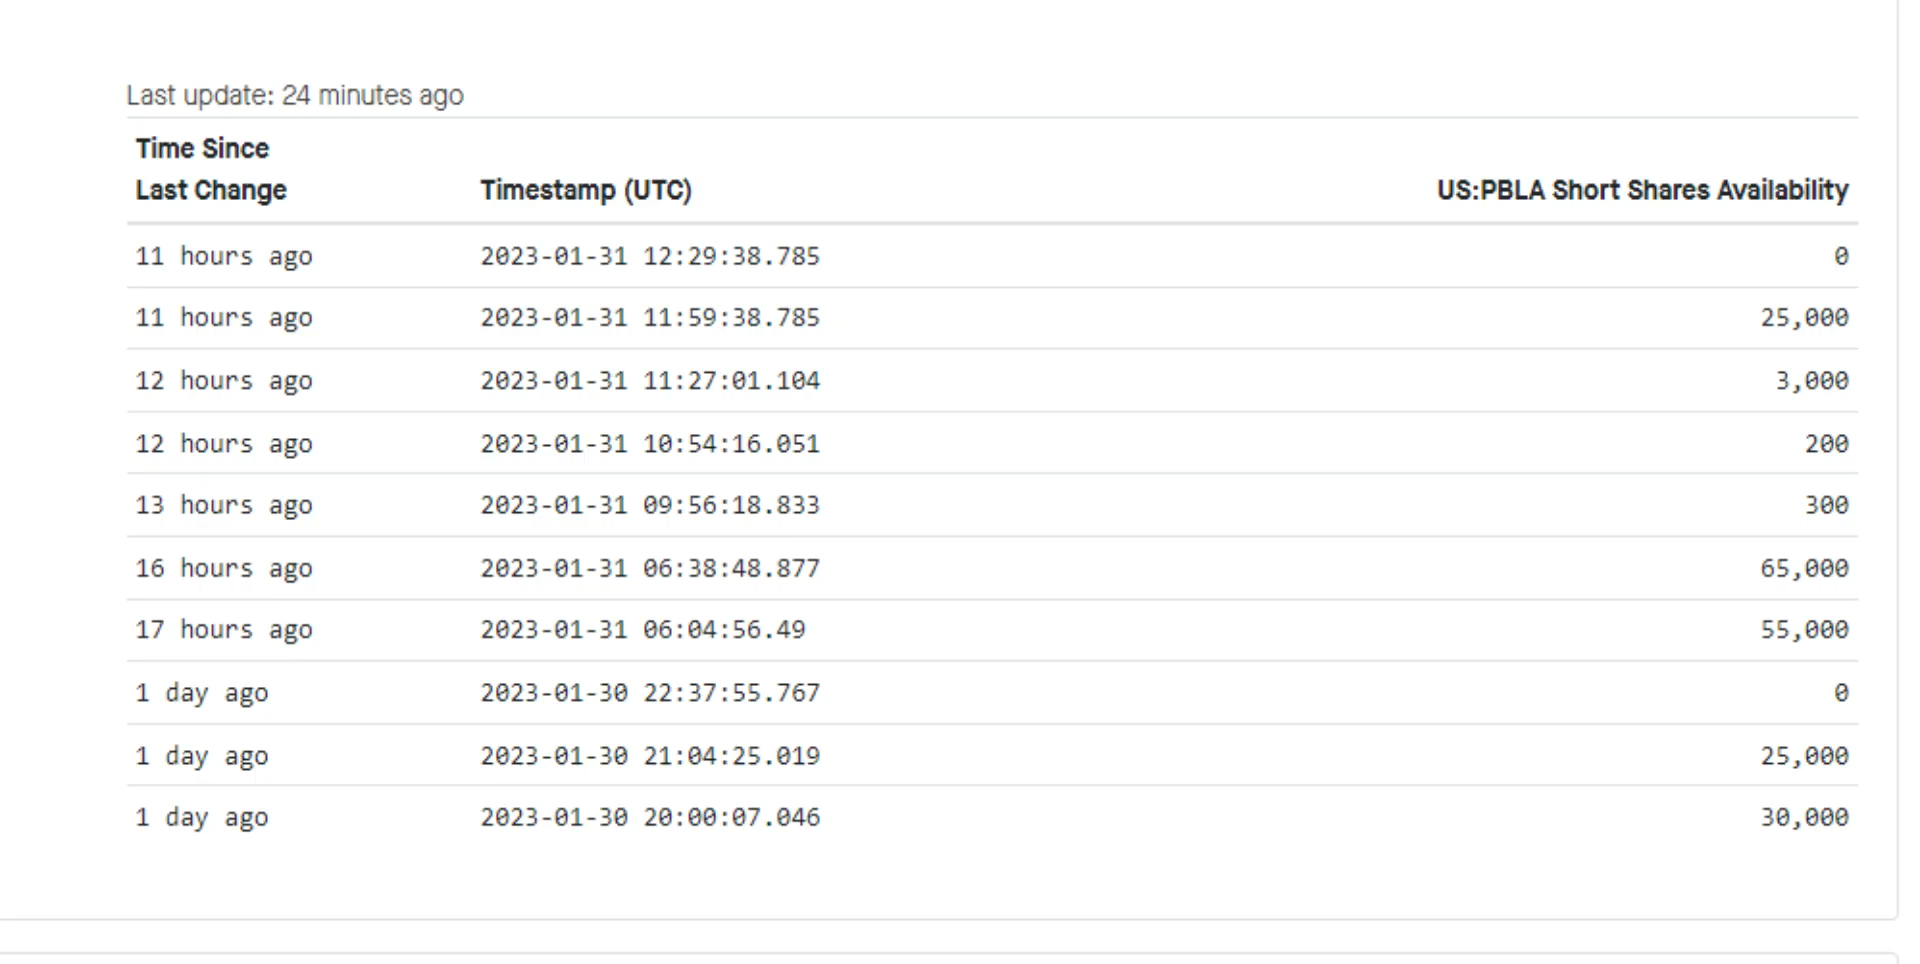 Last update: 24 minutes ago
Time Since
Last Change Timestamp (UTC) US:PBLA Short Shares Availability
11 hours ago 2023-01-31 12:29:38.785 0
11 hours ago 2023-01-31 11:59:38.785 25,000
12 hours ago 2023-01-31 11:27:01.104 3,000
12 hours ago 2023-01-31 10:54:16.051 200
13 hours ago 2023-01-31 09:56:18.833 300
16 hours ago 2023-01-31 06:38:48.877 65,000
17 hours ago 2023-01-31 06:04:56.49 55,000
1 day ago 2023-01-30 22:37:55.767 0
1 day ago 2023-01-30 21:04:25.019 25,000
1 day ago 2023-01-30 20:00:07.046 30,000